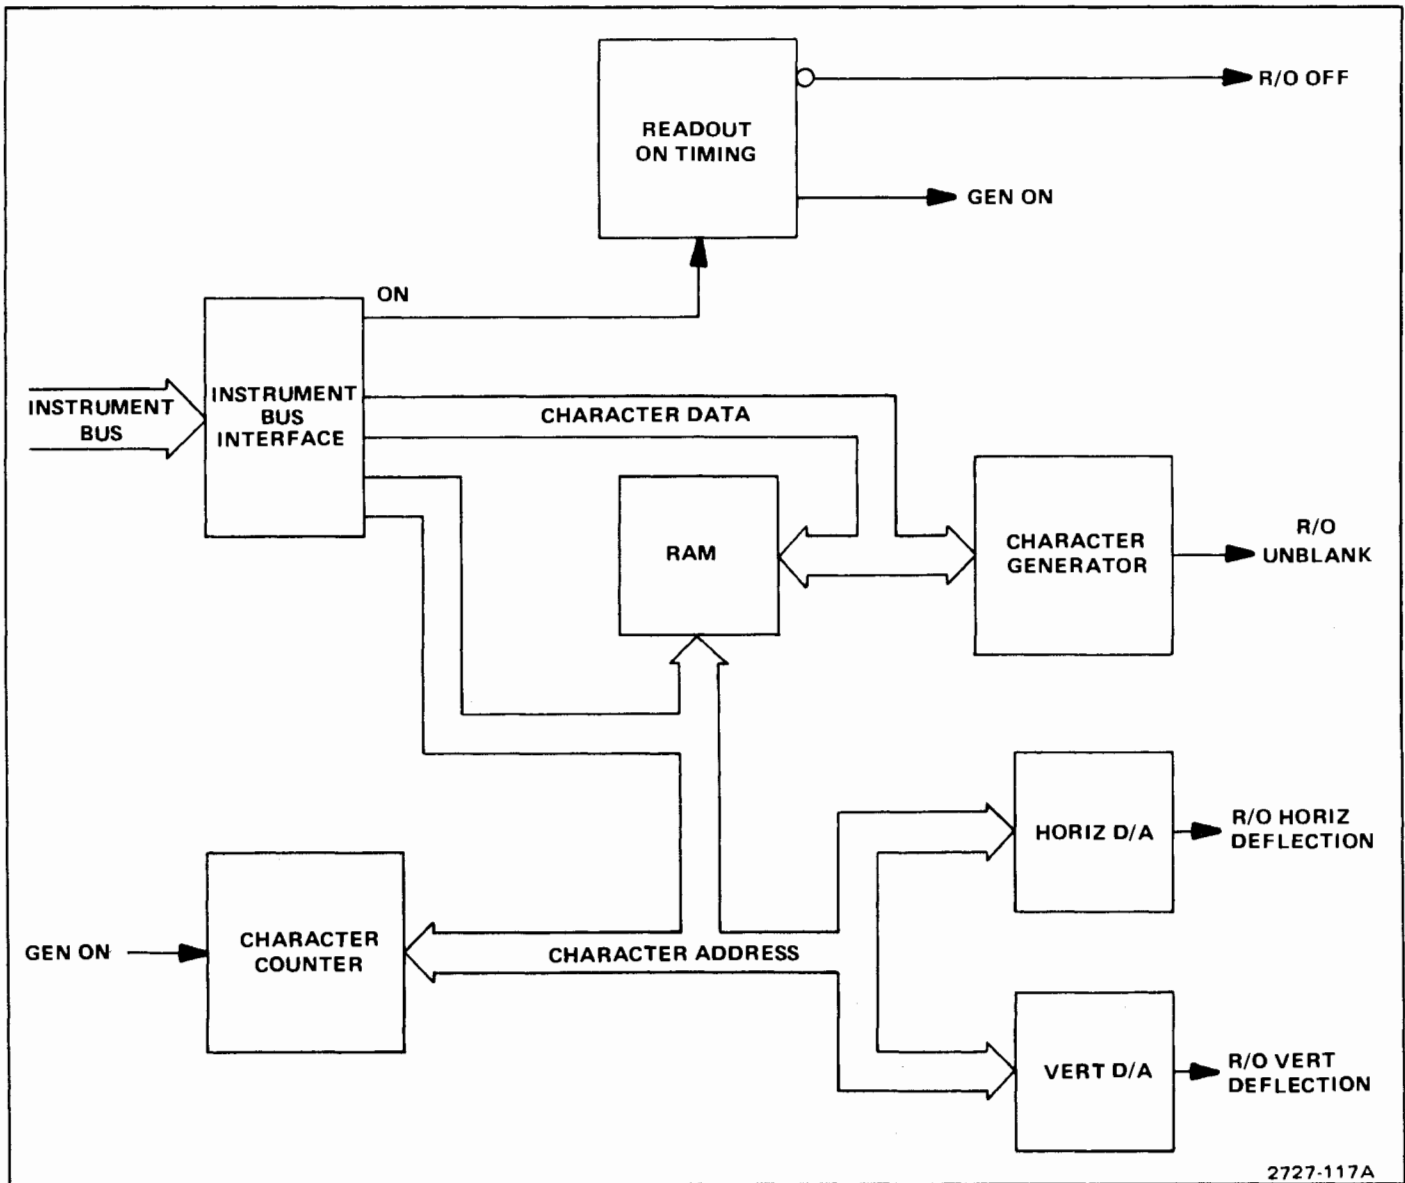 R/O OFF
READOUT
ON TIMING
GEN ON
ON
INSTRUMENT
BUS
INSTRUMENT
BUS
INTERFACE
CHARACTER DATA
RAM
CHARACTER
GENERATOR
R/O
UNBLANK
HORIZ D/A
R/O HORIZ
DEFLECTION
GEN ON
CHARACTER
COUNTER
CHARACTER ADDRESS
VERT D/A
R/O VERT
DEFLECTION
2727-117A